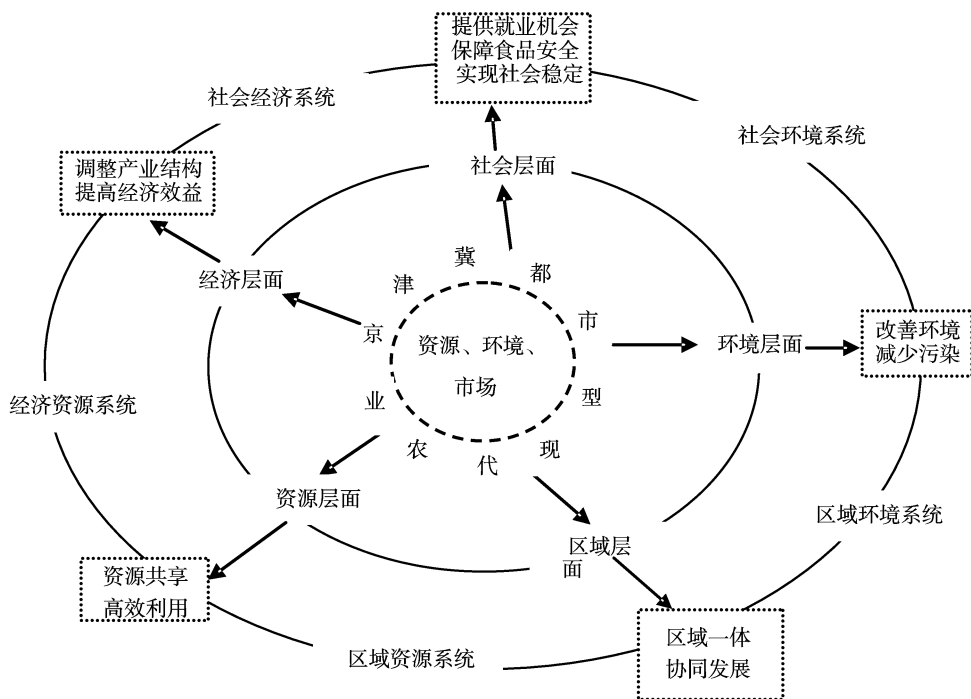 提供就业机会
保障食品安全
实现社会稳定
社会经济系统
社会环境系统
调整产业结构
提高经济效益
社会层面
经济层面
京津冀都市型现代农业
资源、环境、
市场
环境层面
改善环境
减少污染
经济资源系统
资源层面
区域环境系统
区域层
面
资源共享
高效利用
区域一体
协同发展
区域资源系统